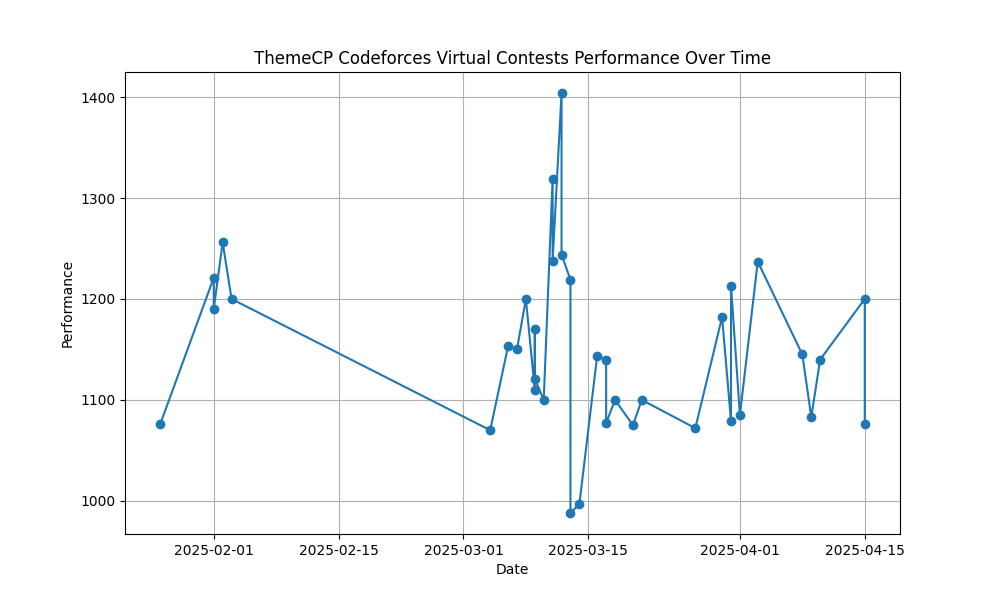 ThemeCP Codeforces Virtual Contests Performance Over Time
1400
1300
1200
1100
1000
Performance
2025-02-01 2025-02-15 2025-03-01 2025-03-15 2025-04-01 2025-04-15
Date